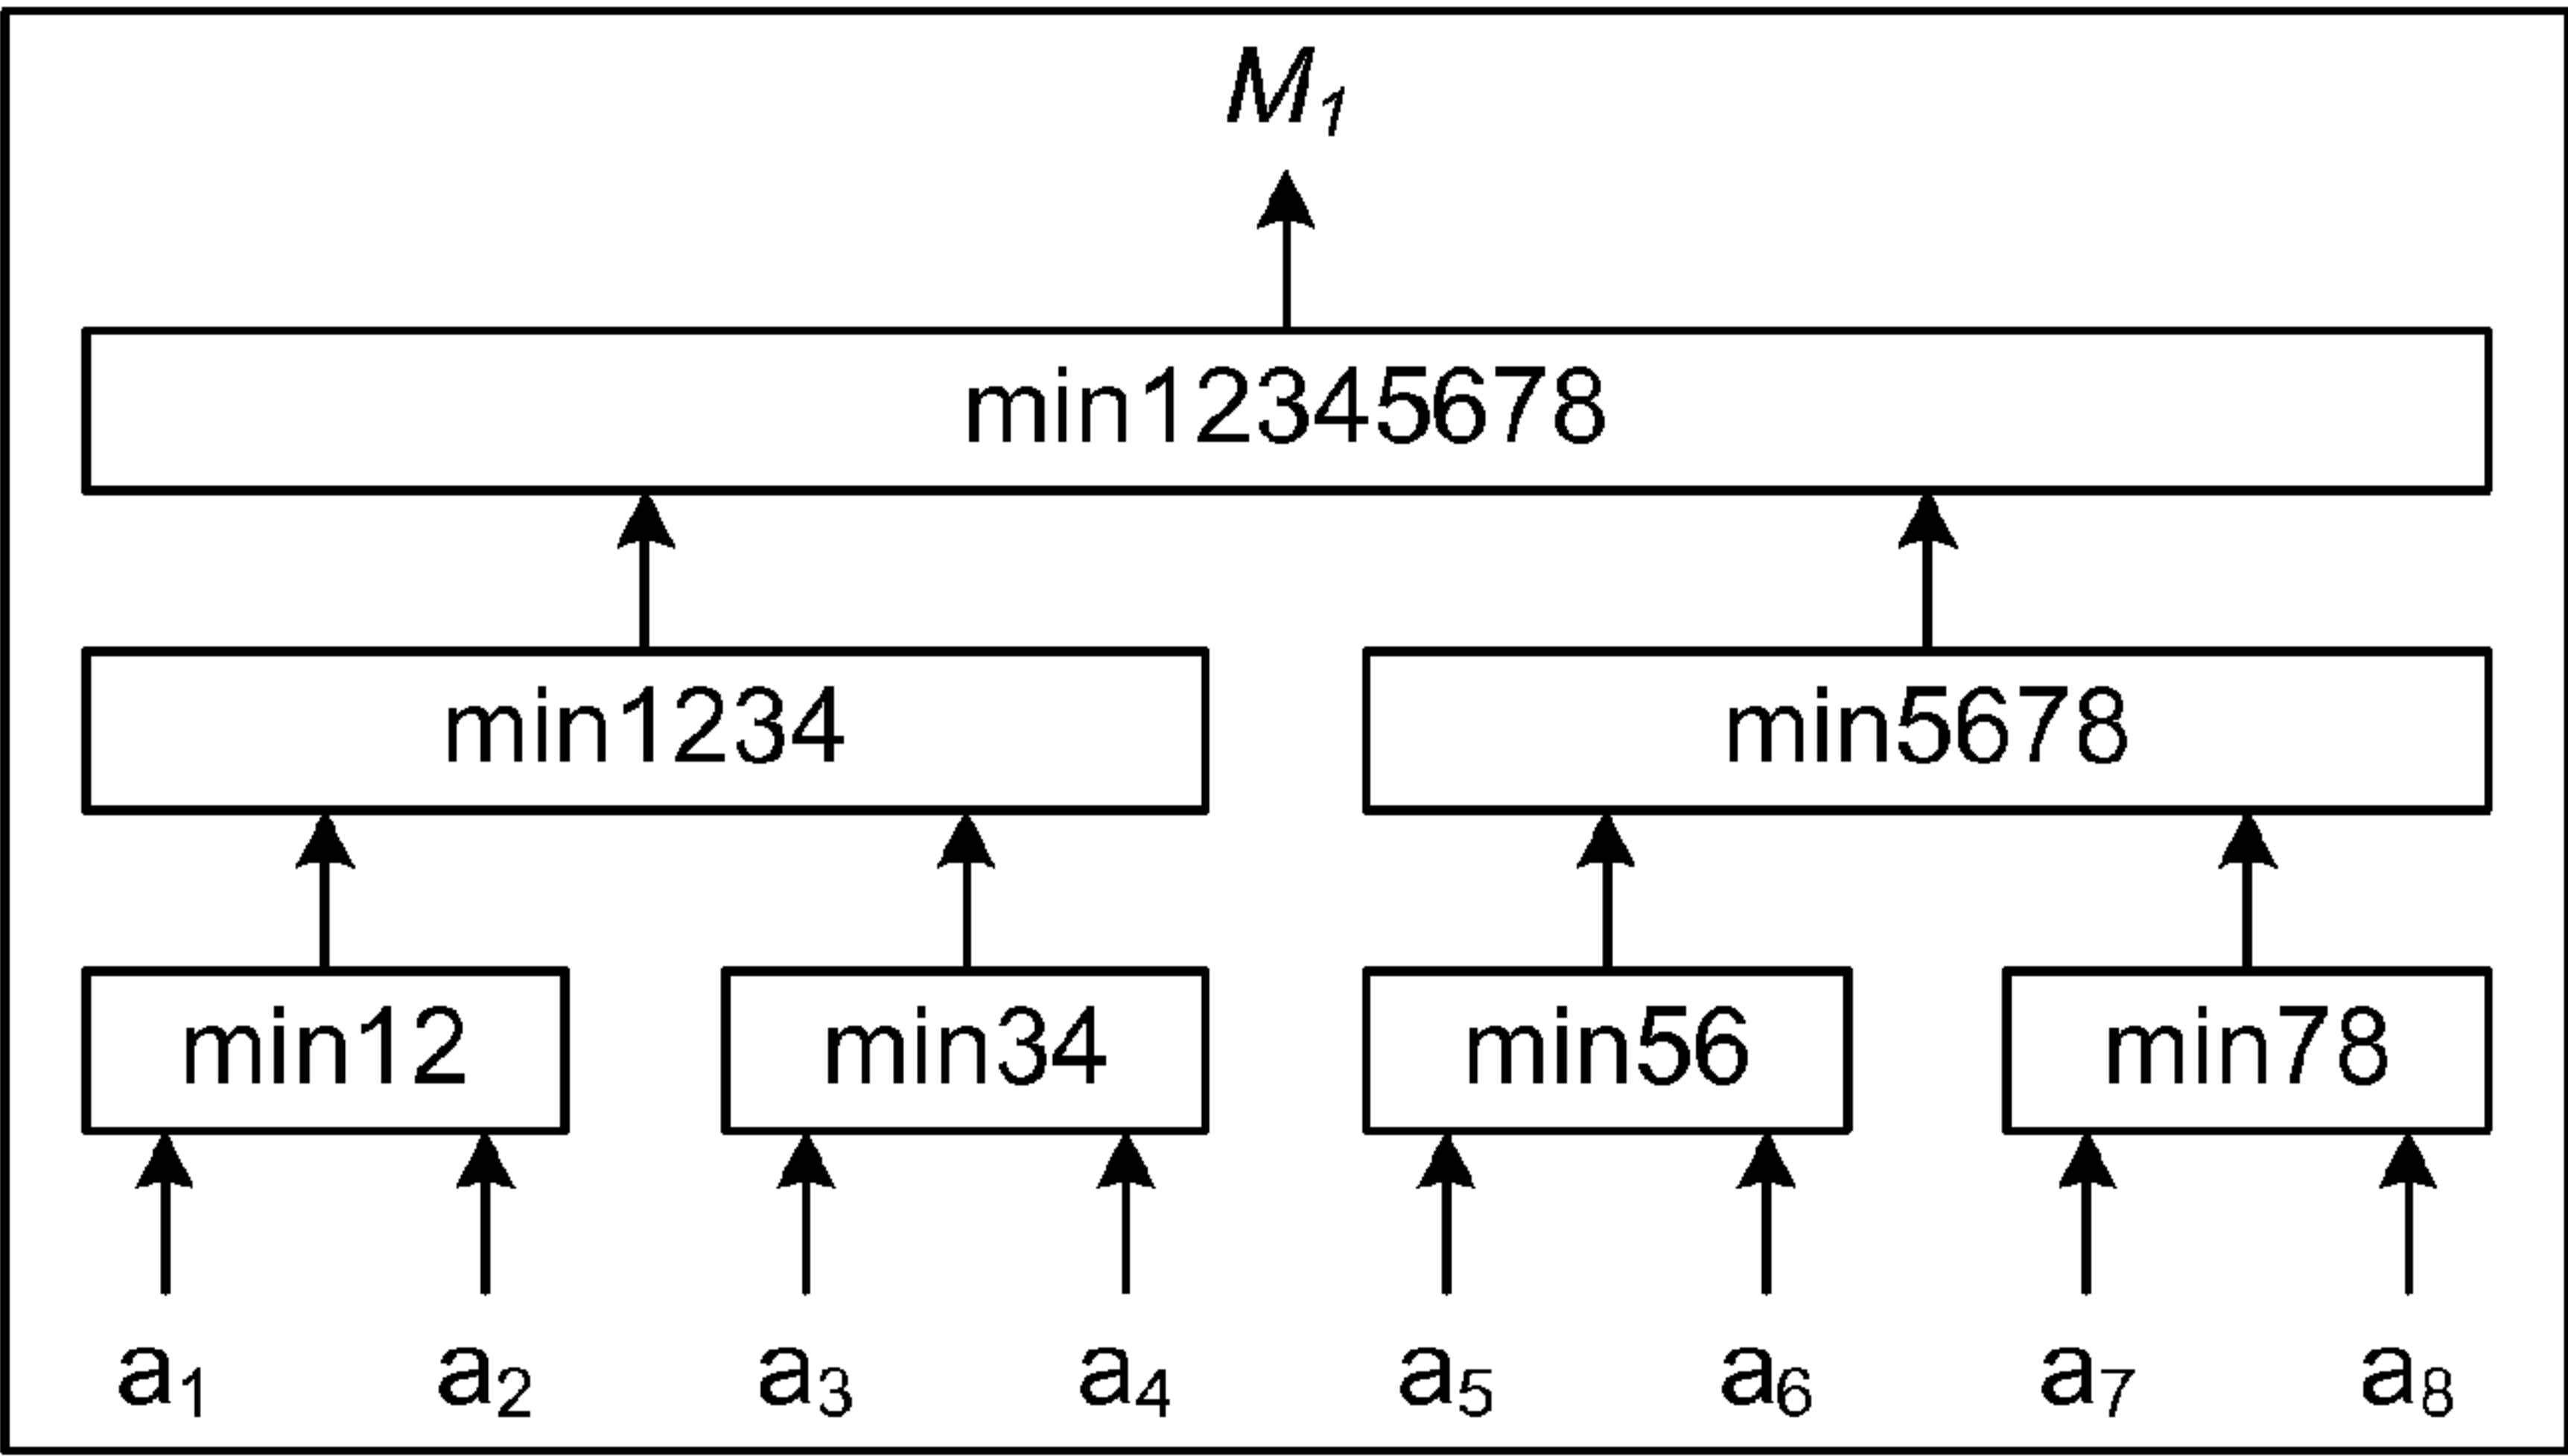 M₁
min12345678
min1234 min5678
min12 min34 min56 min78
a₁ a₂ a₃ a₄ a₅ a₆ a₇ a₈